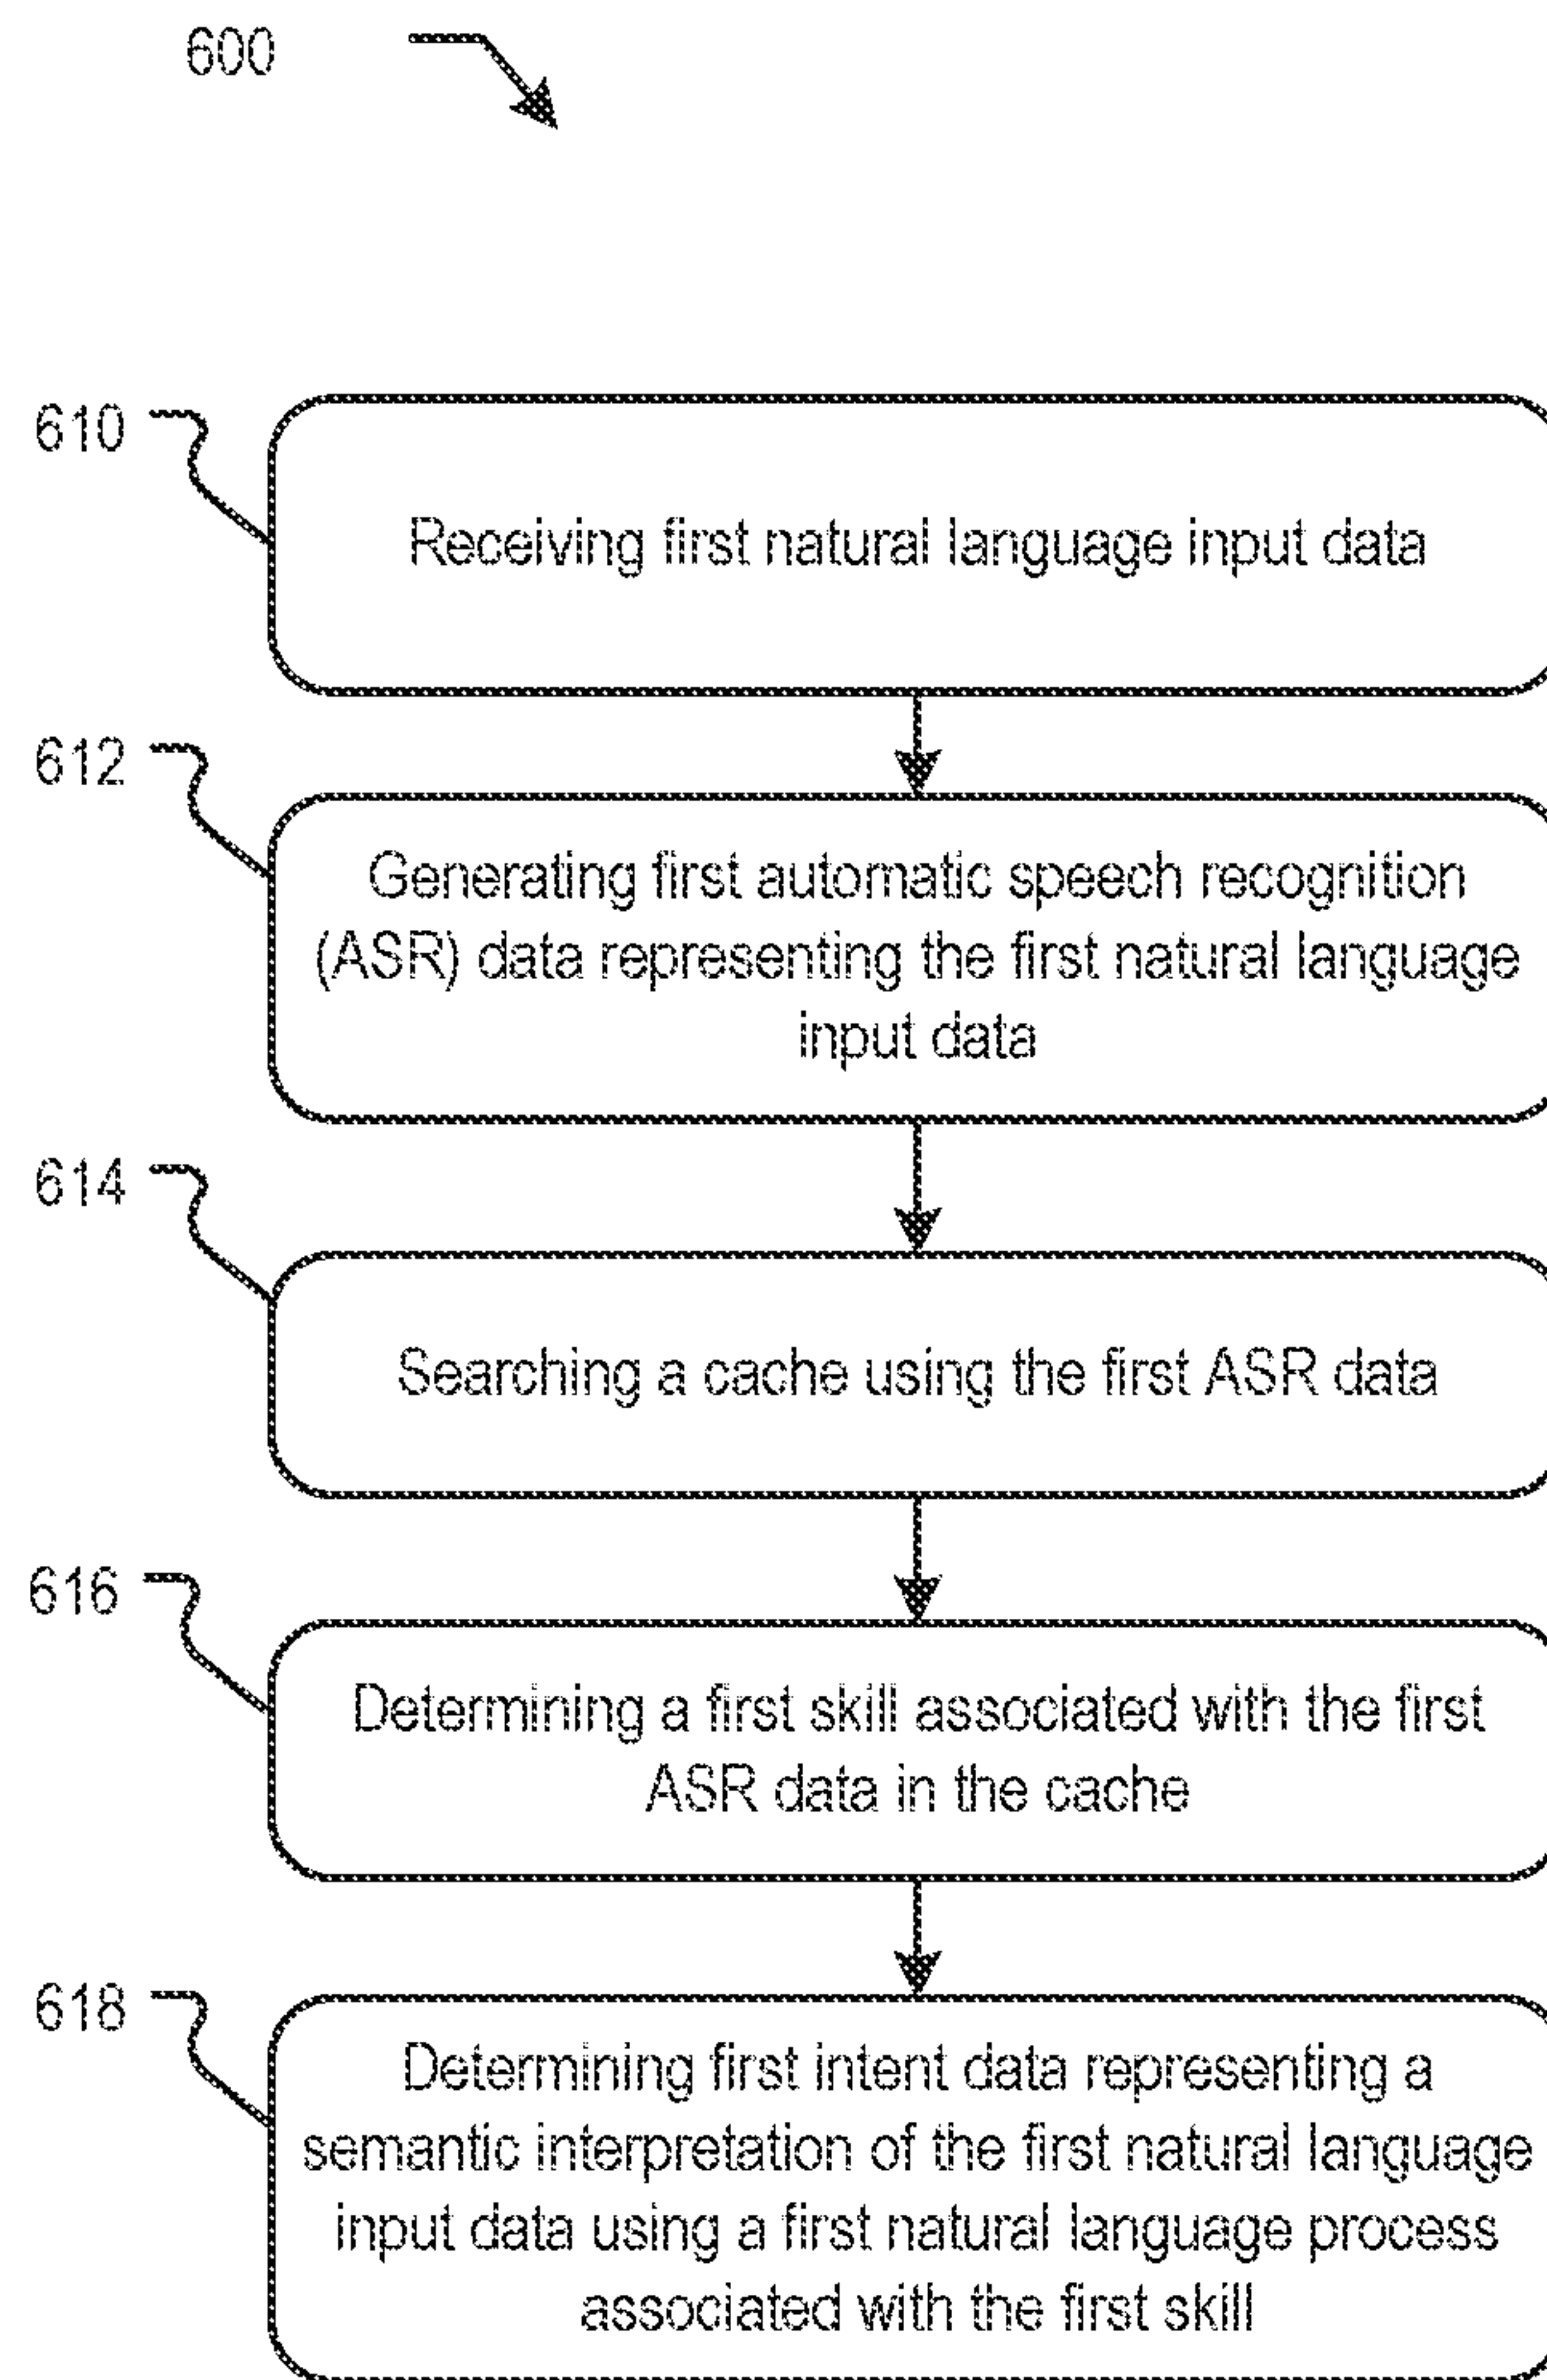 600
610
Receiving first natural language input data
612
Generating first automatic speech recognition
(ASR) data representing the first natural language
input data
614
Searching a cache using the first ASR data
616
Determining a first skill associated with the first
ASR data in the cache
618
Determining first intent data representing a
semantic interpretation of the first natural language
input data using a first natural language process
associated with the first skill